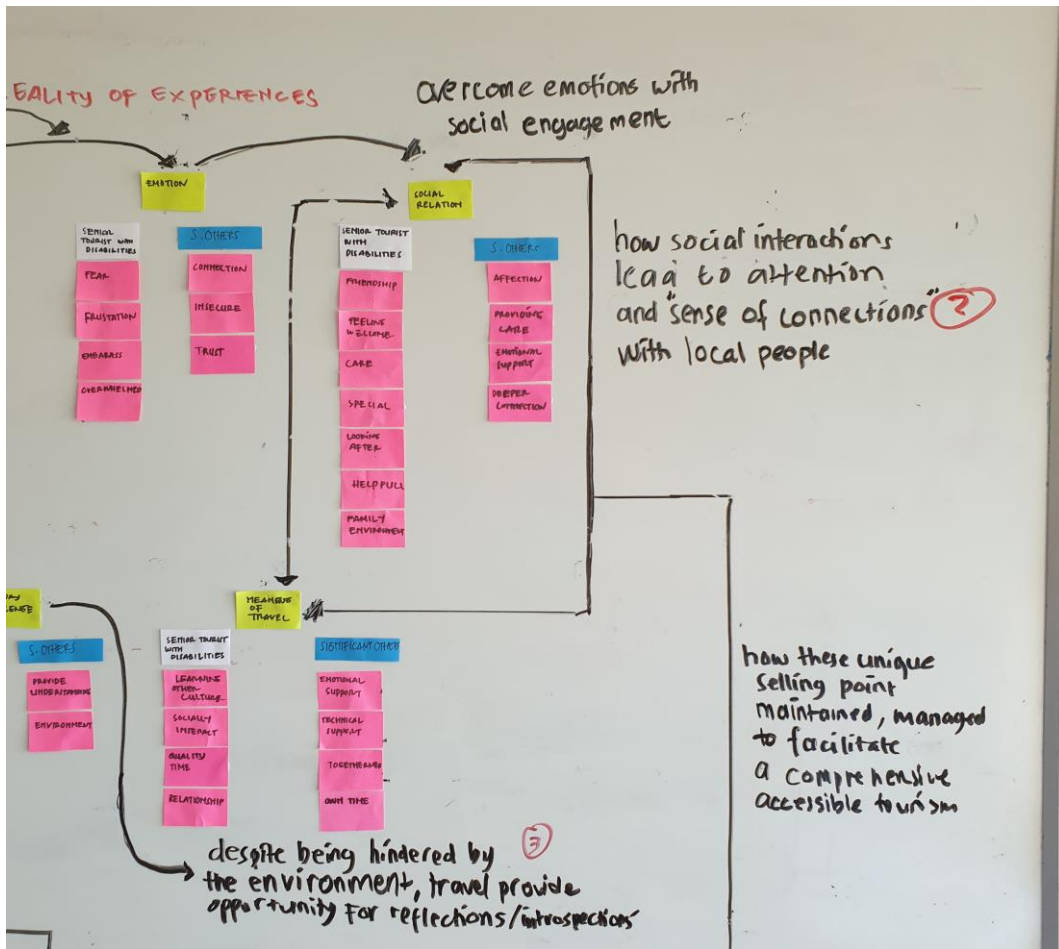 EALITY OF EXPERIENCES
overcome emotions with
social engagement
EMOTION
SENIOR
TOURIST WITH
DISABILITIES
FEAR
FRUSTATION
EMBARASS
OVERWHELMED
S. OTHERS
CONNECTION
INSECURE
TRUST
SOCIAL
RELATION
SENIOR TOURIST
WITH
DISABILITIES
FRIENDSHIP
FEELING
WELCOME
CARE
SPECIAL
LOOKING
AFTER
HELPFULL
FAMILY
S. OTHERS
AFFECTION
PROVIDING
CARE
EMOTIONAL
SUPPORT
DEEPER
CONNECTION
how social interactions
lead to attention
and "sense of connections" 2
with local people
S. OTHERS
PROVIDE
UNDERSTANDING
ENVIRONMENT
OF
TRAVEL
SENIOR TOURIST
WITH
DISABILITIES
LEARNING
OTHER
CULTURE
SOCIALLY
INTERACT
QUALITY
TIME
RELATIONSHIP
SIGNIFICANT OTHER
EMOTIONAL
SUPPORT
TECHNICAL
SUPPORT
OWN TIME
how these unique
selling point
maintained, managed
to facilitate
a comprehensive
accessible tourism
despite being hindered by 3
the environment, travel provide
opportunity for reflections/introspections